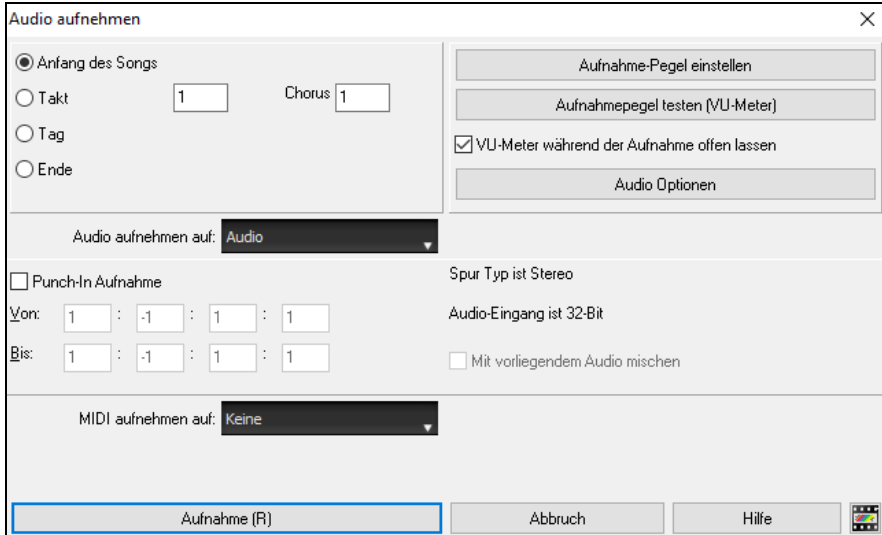 Audio aufnehmen
Anfang des Songs
Takt 1 Chorus 1
Tag
Ende
Aufnahme-Pegel einstellen
Aufnahmepegel testen (VU-Meter)
VU-Meter während der Aufnahme offen lassen
Audio Optionen
Audio aufnehmen auf: Audio
Punch-In Aufnahme
Von: 1 : -1 : 1 : 1
Bis: 1 : -1 : 1 : 1
Spur Typ ist Stereo
Audio-Eingang ist 32-Bit
Mit vorliegendem Audio mischen
MIDI aufnehmen auf: Keine
Aufnahme (R) Abbruch Hilfe